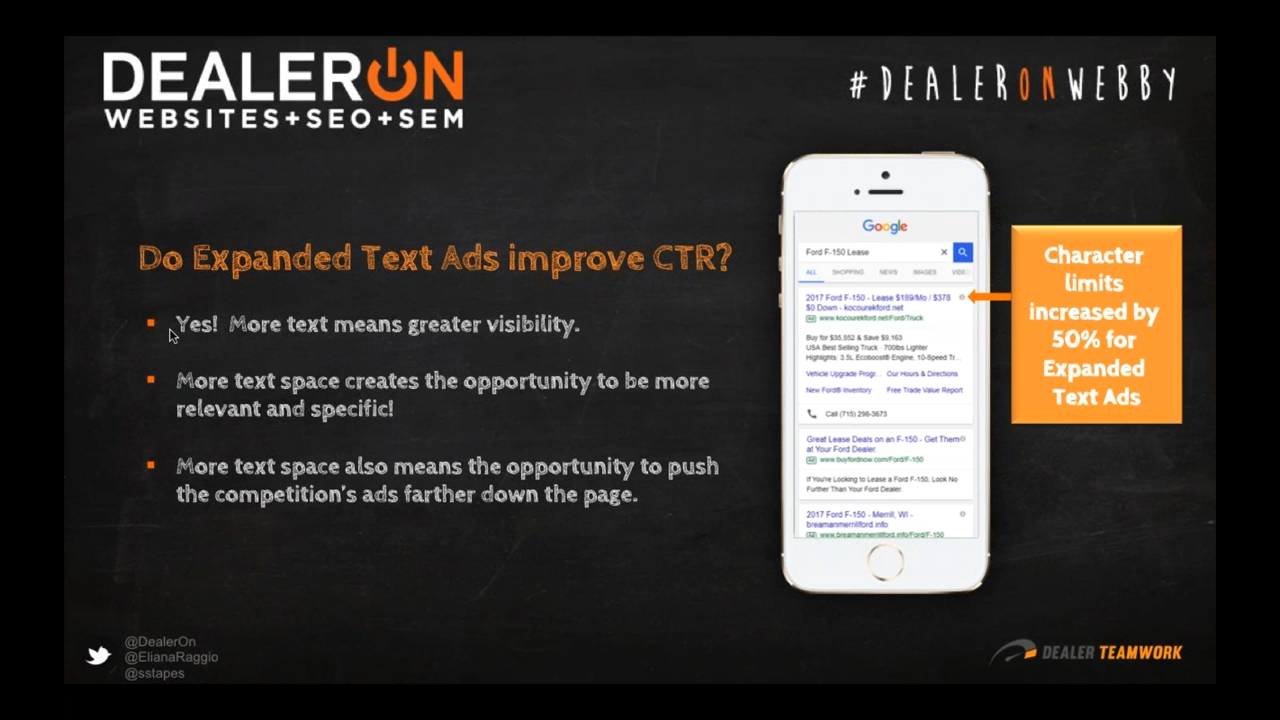 DEALERON
WEBSITES+SEO+SEM
#DEALERONWEBBY
Do Expanded Text Ads improve CTR?
Yes! More text means greater visibility.
More text space creates the opportunity to be more
relevant and specific!
More text space also means the opportunity to push
the competition's ads farther down the page.
Google
Ford F-150 Lease
ALL SHOPPING NEWS IMAGES VIDE
2017 Ford F-150 - Lease $189/Mo / $378
$0 Down - kocourekford.net
Ad www.kocourekford.net/Ford/Truck
Buy for $35,552 & Save $9,163
USA Best Selling Truck · 700lbs Lighter
Highlights: 3.5L Ecoboost® Engine, 10-Speed Tr...
Vehicle Upgrade Progr... Our Hours & Directions
New Ford® Inventory Free Trade Value Report
Call (715) 298-3673
Great Lease Deals on an F-150 - Get Them
at Your Ford Dealer.
Ad www.buyfordnow.com/Ford/F-150
If You're Looking to Lease a Ford F-150, Look No
Further Than Your Ford Dealer.
2017 Ford F-150 - Merrill, WI -
breamanmerrillford.info
Ad www.breamanmerrillford.info/Ford/F-150
Character
limits
increased by
50% for
Expanded
Text Ads
@DealerOn
@ElianaRaggio
@sstapes
DEALER TEAMWORK